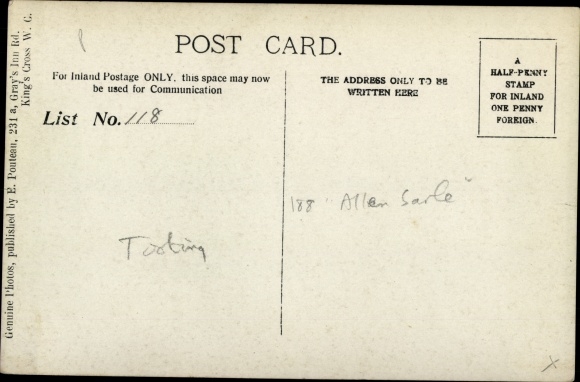 POST CARD.
For Inland Postage ONLY, this space may now
be used for Communication
THE ADDRESS ONLY TO BE
WRITTEN HERE
A
HALF-PENNY
STAMP
FOR INLAND
ONE PENNY
FOREIGN.
List No. 118
188 "Allen Sarle"
Tooting
Genuine Photos, published by E. Pouteau, 231a, Gray's Inn Rd.
King's Cross W. C.
x